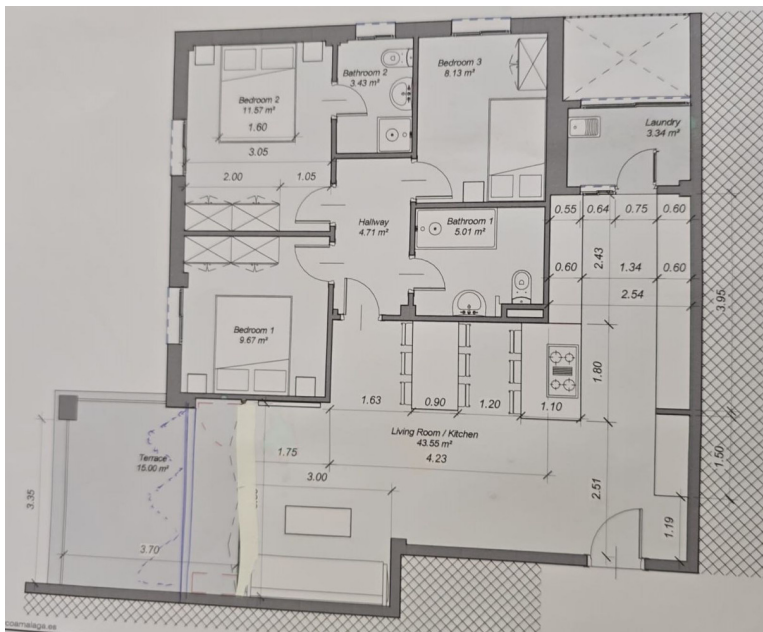 Bedroom 2
11.57 m²
1.60
3.05
2.00
1.05
Bathroom 2
3.43 m²
Bedroom 3
8.13 m²
Laundry
3.34 m²
Hallway
4.71 m²
Bathroom 1
5.01 m²
0.55
0.64
0.75
0.60
0.60
2.43
1.34
0.60
2.54
3.95
Bedroom 1
9.67 m²
1.80
1.63
0.90
1.20
1.10
Living Room / Kitchen
43.55 m²
4.23
1.75
3.00
Terrace
15.00 m²
3.35
3.70
2.51
1.50
1.19
coamalaga.es